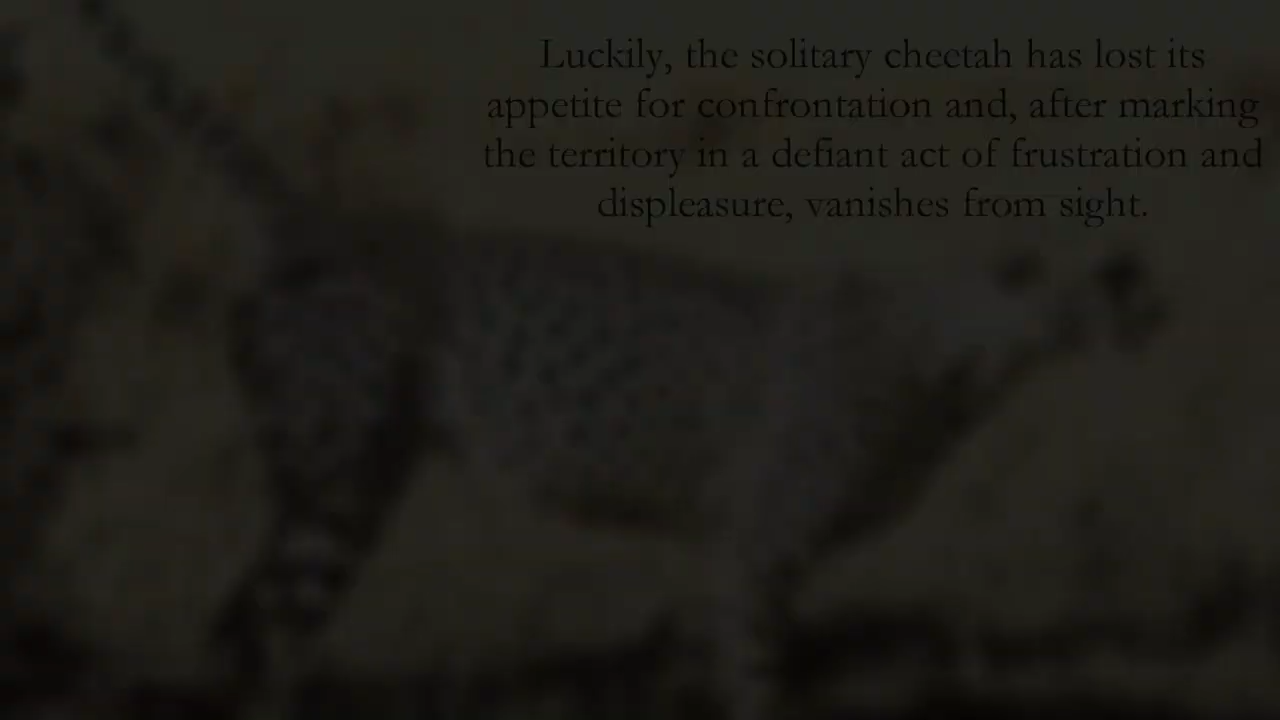 Luckily, the solitary cheetah has lost its
appetite for confrontation and, after marking
the territory in a defiant act of frustration and
displeasure, vanishes from sight.